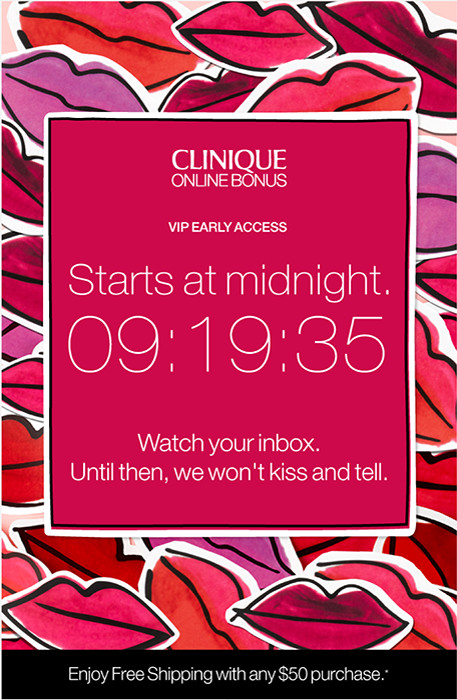 CLINIQUE
ONLINE BONUS
VIP EARLY ACCESS
Starts at midnight.
09:19:35
Watch your inbox.
Until then, we won't kiss and tell.
Enjoy Free Shipping with any $50 purchase.*